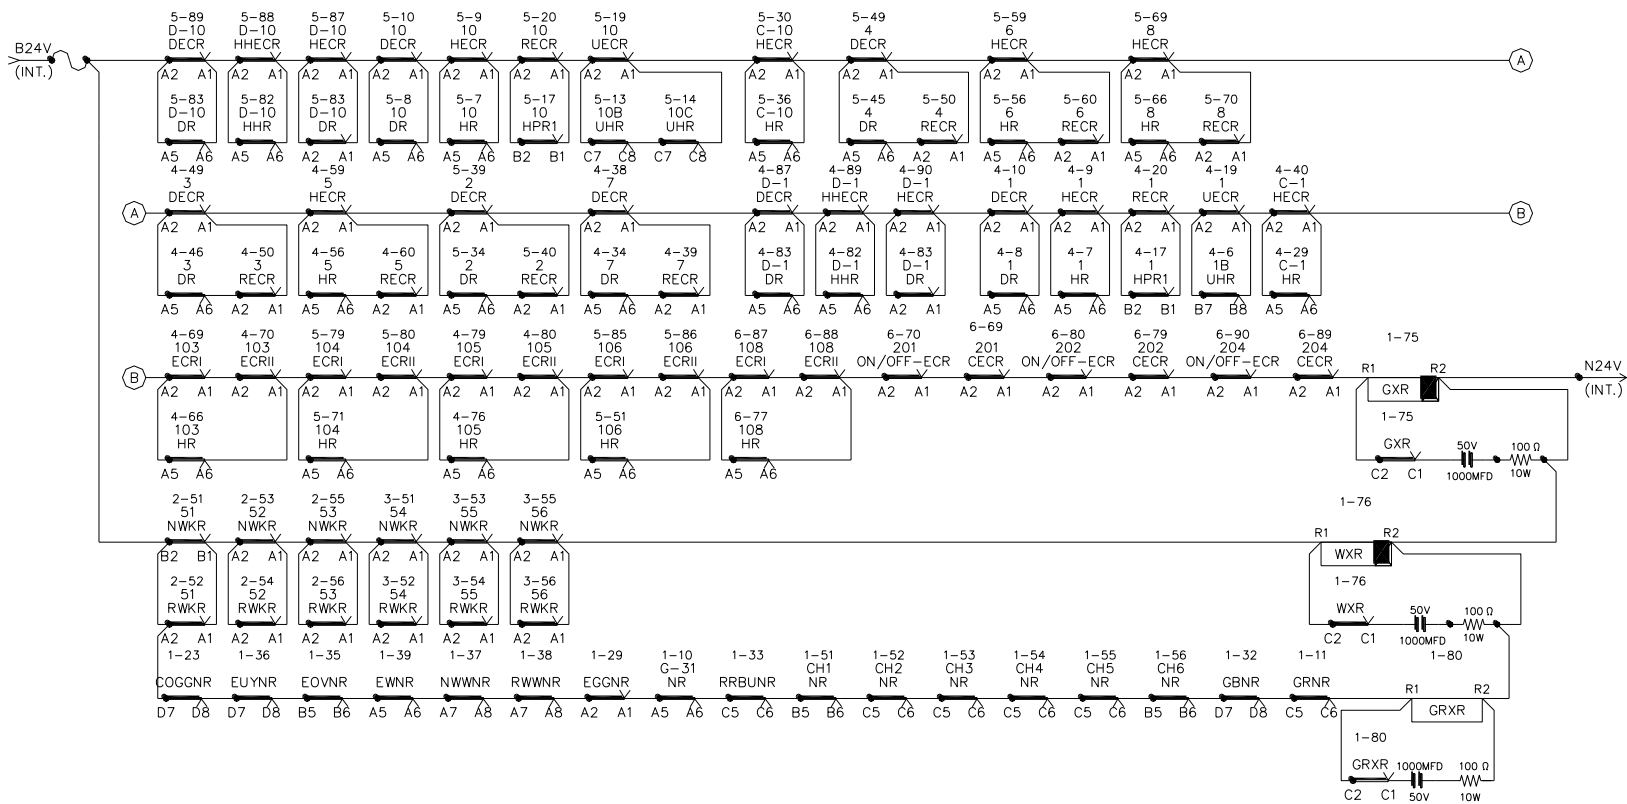 5-89 5-88 5-87 5-10 5-9 5-20 5-19 5-30 5-49 5-59 5-69
D-10 D-10 D-10 10 10 10 10 C-10 4 6 8
DECR HHECR HECR DECR HECR RECR UECR HECR DECR HECR HECR
B24V
(INT.)
A
A2 A1 A2 A1 A2 A1 A2 A1 A2 A1 A2 A1 A2 A1 A2 A1 A2 A1 A2 A1 A2 A1
5-83 5-82 5-83 5-8 5-7 5-17 5-13 5-14 5-36 5-45 5-50 5-56 5-60 5-66 5-70
D-10 D-10 D-10 10 10 10 10B 10C C-10 4 4 6 6 8 8
DR HHR DR DR HR HPR1 UHR UHR HR DR RECR HR RECR HR RECR
A5 A6 A5 A6 A2 A1 A5 A6 A5 A6 B2 B1 C7 C8 C7 C8 A5 A6 A5 A6 A2 A1 A5 A6 A2 A1 A5 A6 A2 A1
4-49 4-59 5-39 4-38 4-87 4-89 4-90 4-10 4-9 4-20 4-19 4-40
3 5 2 7 D-1 D-1 D-1 1 1 1 1 C-1
DECR HECR DECR DECR DECR HHECR HECR DECR HECR RECR UECR HECR
A B
A2 A1 A2 A1 A2 A1 A2 A1 A2 A1 A2 A1 A2 A1 A2 A1 A2 A1 A2 A1 A2 A1 A2 A1
4-46 4-50 4-56 4-60 5-34 5-40 4-34 4-39 4-83 4-82 4-83 4-8 4-7 4-17 4-6 4-29
3 3 5 5 2 2 7 7 D-1 D-1 D-1 1 1 1 1B C-1
DR RECR HR RECR DR RECR DR RECR DR HHR DR DR HR HPR1 UHR HR
A5 A6 A2 A1 A5 A6 A2 A1 A5 A6 A2 A1 A5 A6 A2 A1 A5 A6 A5 A6 A2 A1 A5 A6 A5 A6 B2 B1 B7 B8 A5 A6
4-69 4-70 5-79 5-80 4-79 4-80 5-85 5-86 6-87 6-88 6-70 6-69 6-80 6-79 6-90 6-89 1-75
103 103 104 104 105 105 106 106 108 108 201 201 202 202 204 204
ECRI ECRII ECRI ECRII ECRI ECRII ECRI ECRII ECRI ECRII ON/OFF-ECR CECR ON/OFF-ECR CECR ON/OFF-ECR CECR
B R1 R2 N24V
(INT.)
A2 A1 A2 A1 A2 A1 A2 A1 A2 A1 A2 A1 A2 A1 A2 A1 A2 A1 A2 A1 A2 A1 A2 A1 A2 A1 A2 A1 A2 A1 A2 A1 GXR
4-66 5-71 4-76 5-51 6-77 1-75
103 104 105 106 108
HR HR HR HR HR GXR 50V 100 Ω
A5 A6 A5 A6 A5 A6 A5 A6 A5 A6 C2 C1 1000MFD 10W
2-51 2-53 2-55 3-51 3-53 3-55 1-76
51 52 53 54 55 56
NWKR NWKR NWKR NWKR NWKR NWKR R1 R2
B2 B1 A2 A1 A2 A1 A2 A1 A2 A1 A2 A1 WXR
2-52 2-54 2-56 3-52 3-54 3-56 1-76
51 52 53 54 55 56
RWKR RWKR RWKR RWKR RWKR RWKR WXR 50V 100 Ω
A2 A1 A2 A1 A2 A1 A2 A1 A2 A1 A2 A1 C2 C1 1000MFD 10W
1-23 1-36 1-35 1-39 1-37 1-38 1-29 1-10 1-33 1-51 1-52 1-53 1-54 1-55 1-56 1-32 1-11 1-80
G-31 CH1 CH2 CH3 CH4 CH5 CH6
COGGNR EUYNR EOVNR EWNR NWWNR RWWNR EGGNR NR RRBUNR NR NR NR NR NR NR GBNR GRNR R1 R2
D7 D8 D7 D8 B5 B6 A5 A6 A7 A8 A7 A8 A2 A1 A5 A6 C5 C6 B5 B6 C5 C6 C5 C6 C5 C6 C5 C6 B5 B6 D7 D8 C5 C6 GRXR
1-80
GRXR 1000MFD 100 Ω
C2 C1 50V 10W